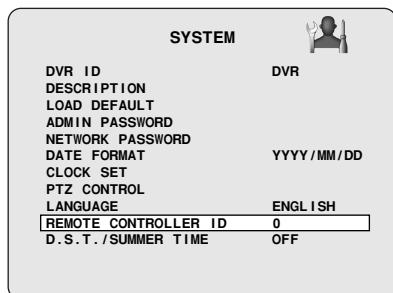 SYSTEM
DVR ID DVR
DESCRIPTION
LOAD DEFAULT
ADMIN PASSWORD
NETWORK PASSWORD
DATE FORMAT YYYY/MM/DD
CLOCK SET
PTZ CONTROL
LANGUAGE ENGLISH
REMOTE CONTROLLER ID 0
D.S.T./SUMMER TIME OFF